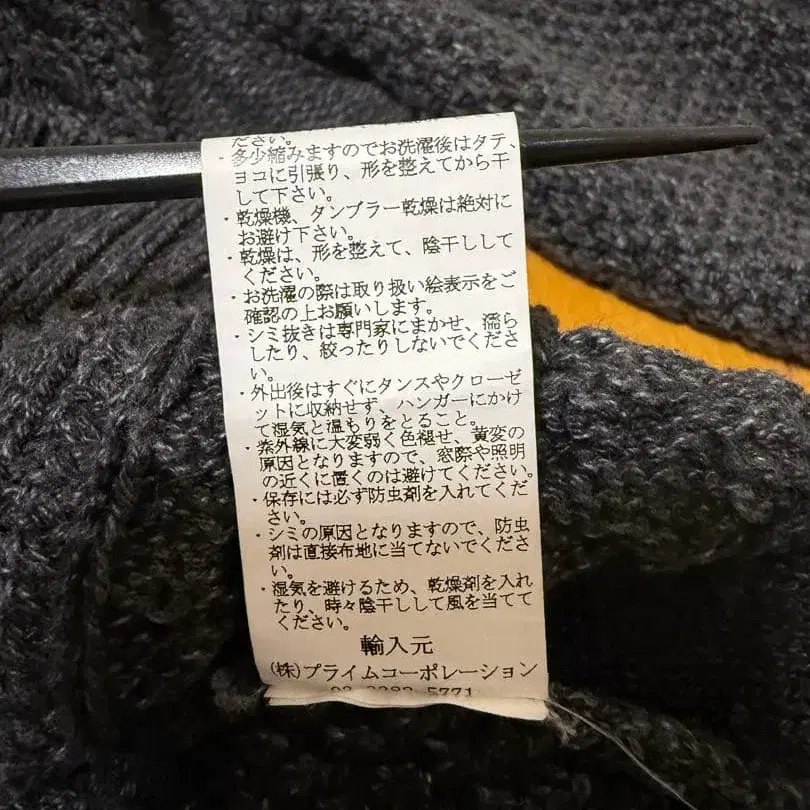 ださい。
・多少縮みますのでお洗濯後はタテ、
ヨコに引張り、形を整えてから干
して下さい。
・乾燥機、タンブラー乾燥は絶対に
お避け下さい。
・乾燥は、形を整えて、陰干しして
ください。
・お洗濯の際は取り扱い絵表示をご
確認の上お願いします。
・シミ抜きは専門家にまかせ、濡ら
したり、絞ったりしないでくださ
い。
・外出後はすぐにタンスやクローゼ
ットに収納せず、ハンガーにかけ
て湿気と温もりをとること。
・紫外線に大変弱く色褪せ、黄変の
原因となりますので、窓際や照明
の近くに置くのは避けてください。
・保存には必ず防虫剤を入れてくだ
さい。
・シミの原因となりますので、防虫
剤は直接布地に当てないでくださ
い。
・湿気を避けるため、乾燥剤を入れ
たり、時々陰干しして風を当てて
ください。
輸入元
(株)プライムコーポレーション